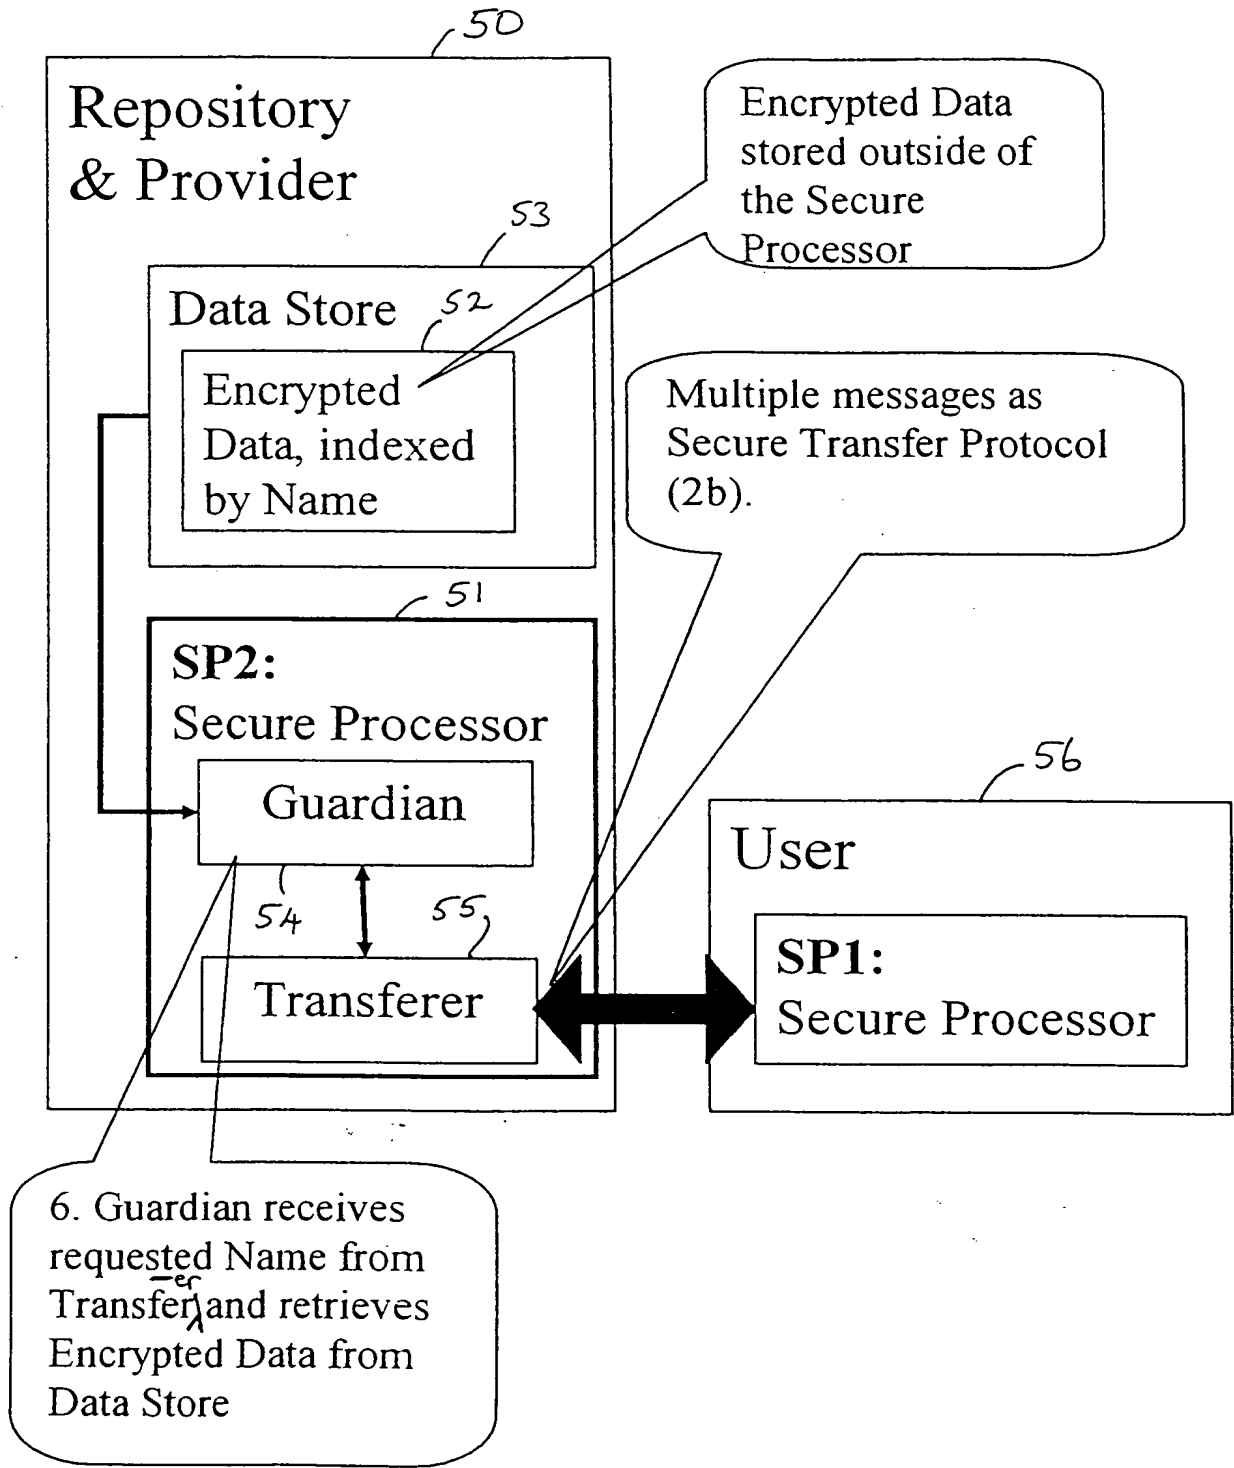 50
Repository
& Provider
53
Data Store
52
Encrypted
Data, indexed
by Name
Encrypted Data
stored outside of
the Secure
Processor
Multiple messages as
Secure Transfer Protocol
(2b).
51
SP2:
Secure Processor
Guardian
54
55
Transferer
56
User
SP1:
Secure Processor
6. Guardian receives
requested Name from
-er
Transfer and retrieves
Encrypted Data from
Data Store